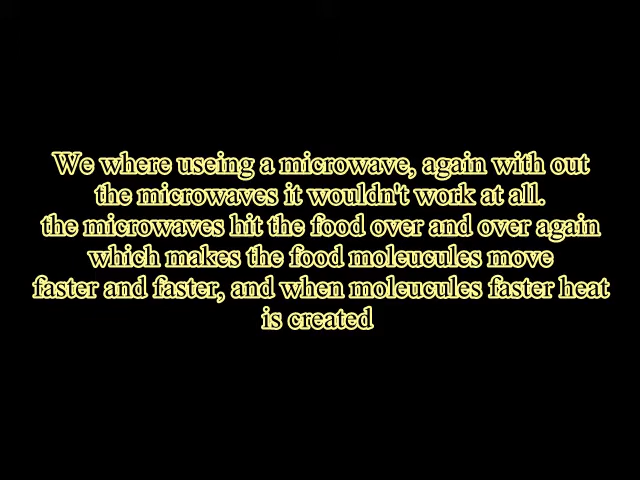 We where useing a microwave, again with out
the microwaves it wouldn't work at all.
the microwaves hit the food over and over again
which makes the food moleucules move
faster and faster, and when moleucules faster heat
is created